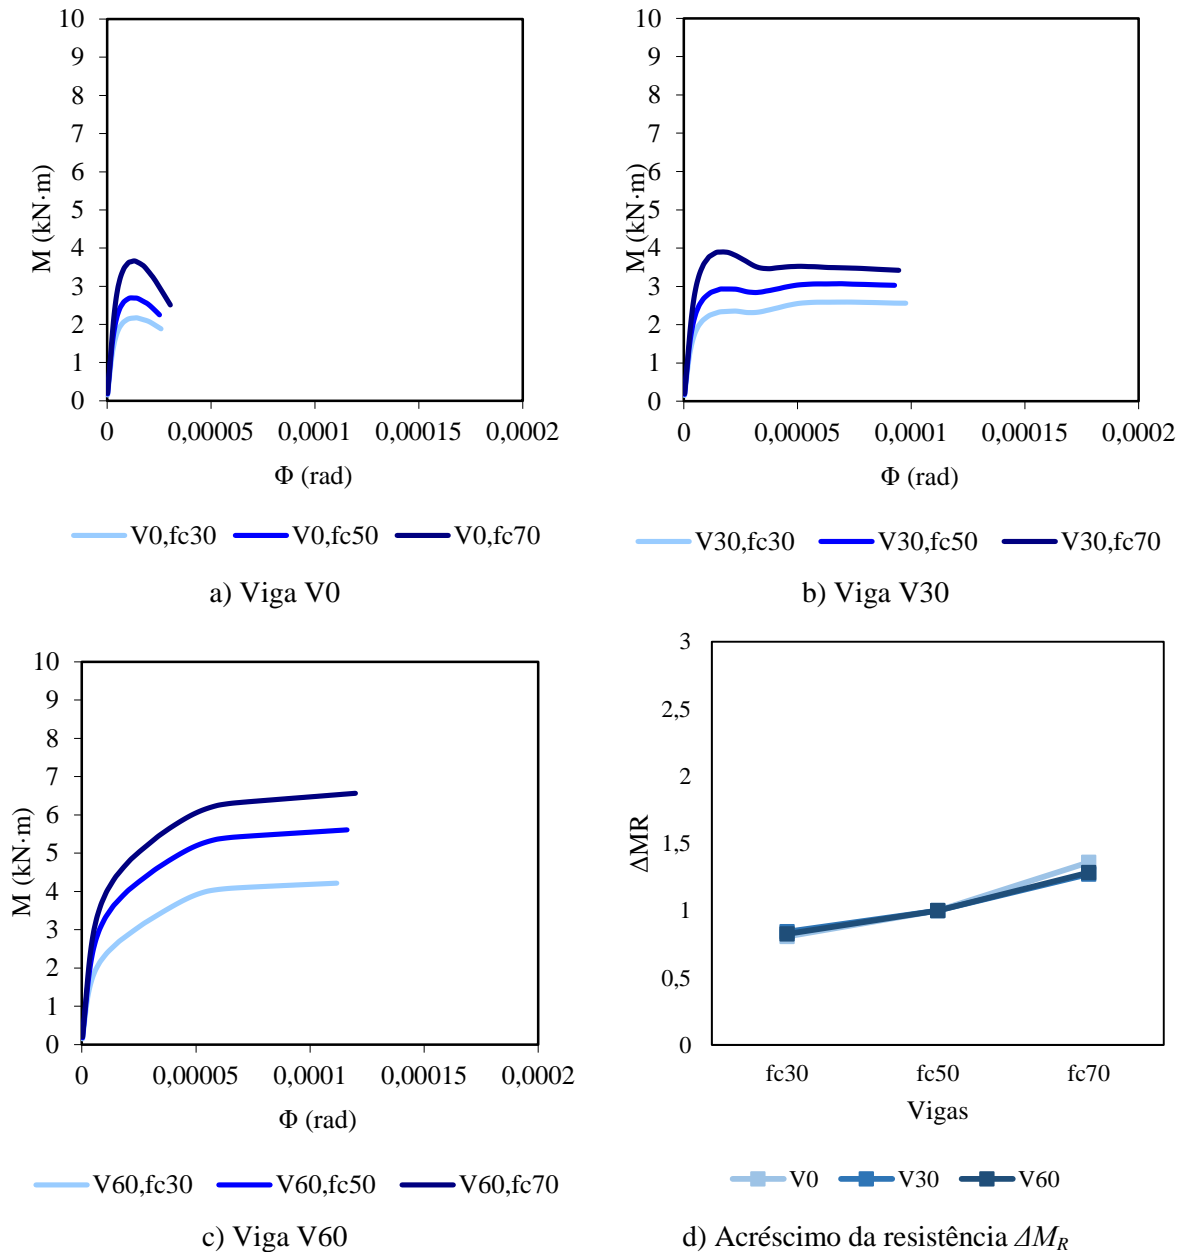 10
9
8
7
6
5
4
3
2
1
0
M (kN·m)
0 0,00005 0,0001 0,00015 0,0002
Φ (rad)
V0,fc30 V0,fc50 V0,fc70
a) Viga V0
10
9
8
7
6
5
4
3
2
1
0
M (kN·m)
0 0,00005 0,0001 0,00015 0,0002
Φ (rad)
V30,fc30 V30,fc50 V30,fc70
b) Viga V30
10
9
8
7
6
5
4
3
2
1
0
M (kN·m)
0 0,00005 0,0001 0,00015 0,0002
Φ (rad)
V60,fc30 V60,fc50 V60,fc70
c) Viga V60
3
2,5
2
1,5
1
0,5
0
ΔMR
fc30 fc50 fc70
Vigas
V0 V30 V60
d) Acréscimo da resistência ΔM_R